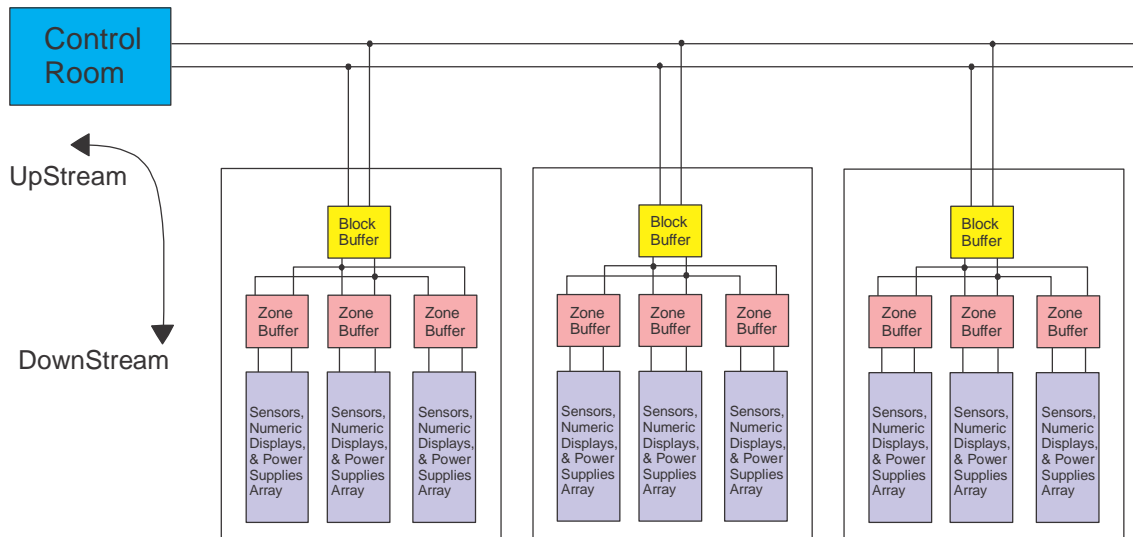 Control
Room
UpStream
DownStream
Block
Buffer
Block
Buffer
Block
Buffer
Zone
Buffer
Zone
Buffer
Zone
Buffer
Zone
Buffer
Zone
Buffer
Zone
Buffer
Zone
Buffer
Zone
Buffer
Zone
Buffer
Sensors,
Numeric
Displays,
& Power
Supplies
Array
Sensors,
Numeric
Displays,
& Power
Supplies
Array
Sensors,
Numeric
Displays,
& Power
Supplies
Array
Sensors,
Numeric
Displays,
& Power
Supplies
Array
Sensors,
Numeric
Displays,
& Power
Supplies
Array
Sensors,
Numeric
Displays,
& Power
Supplies
Array
Sensors,
Numeric
Displays,
& Power
Supplies
Array
Sensors,
Numeric
Displays,
& Power
Supplies
Array
Sensors,
Numeric
Displays,
& Power
Supplies
Array